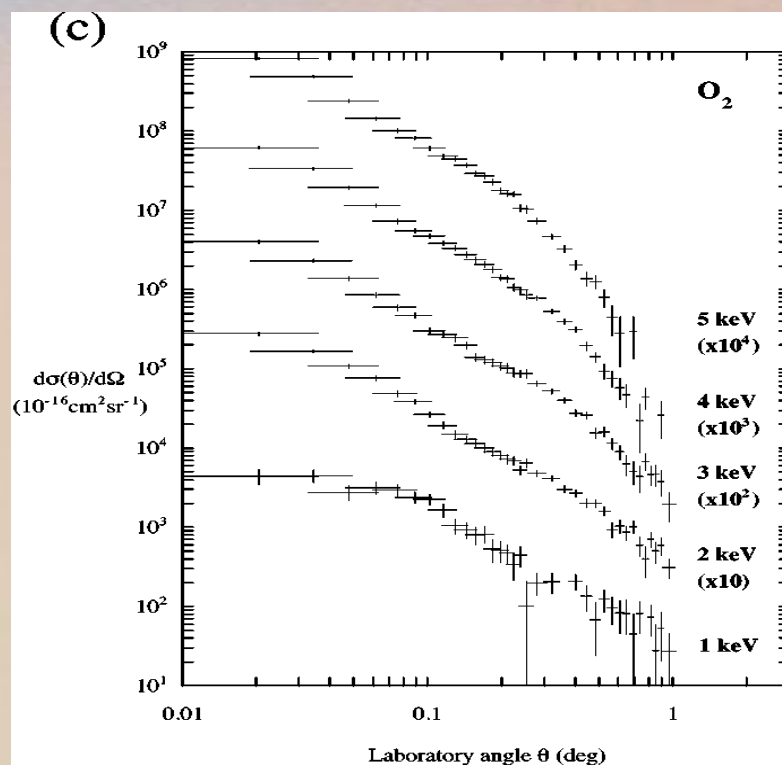 (c)
10⁹
O₂
10⁸
10⁷
10⁶
5 keV
(x10⁴)
10⁵
dσ(θ)/dΩ
(10⁻¹⁶cm²sr⁻¹)
4 keV
(x10³)
10⁴
3 keV
(x10²)
10³
2 keV
(x10)
10²
1 keV
10¹
0.01 0.1 1
Laboratory angle θ (deg)